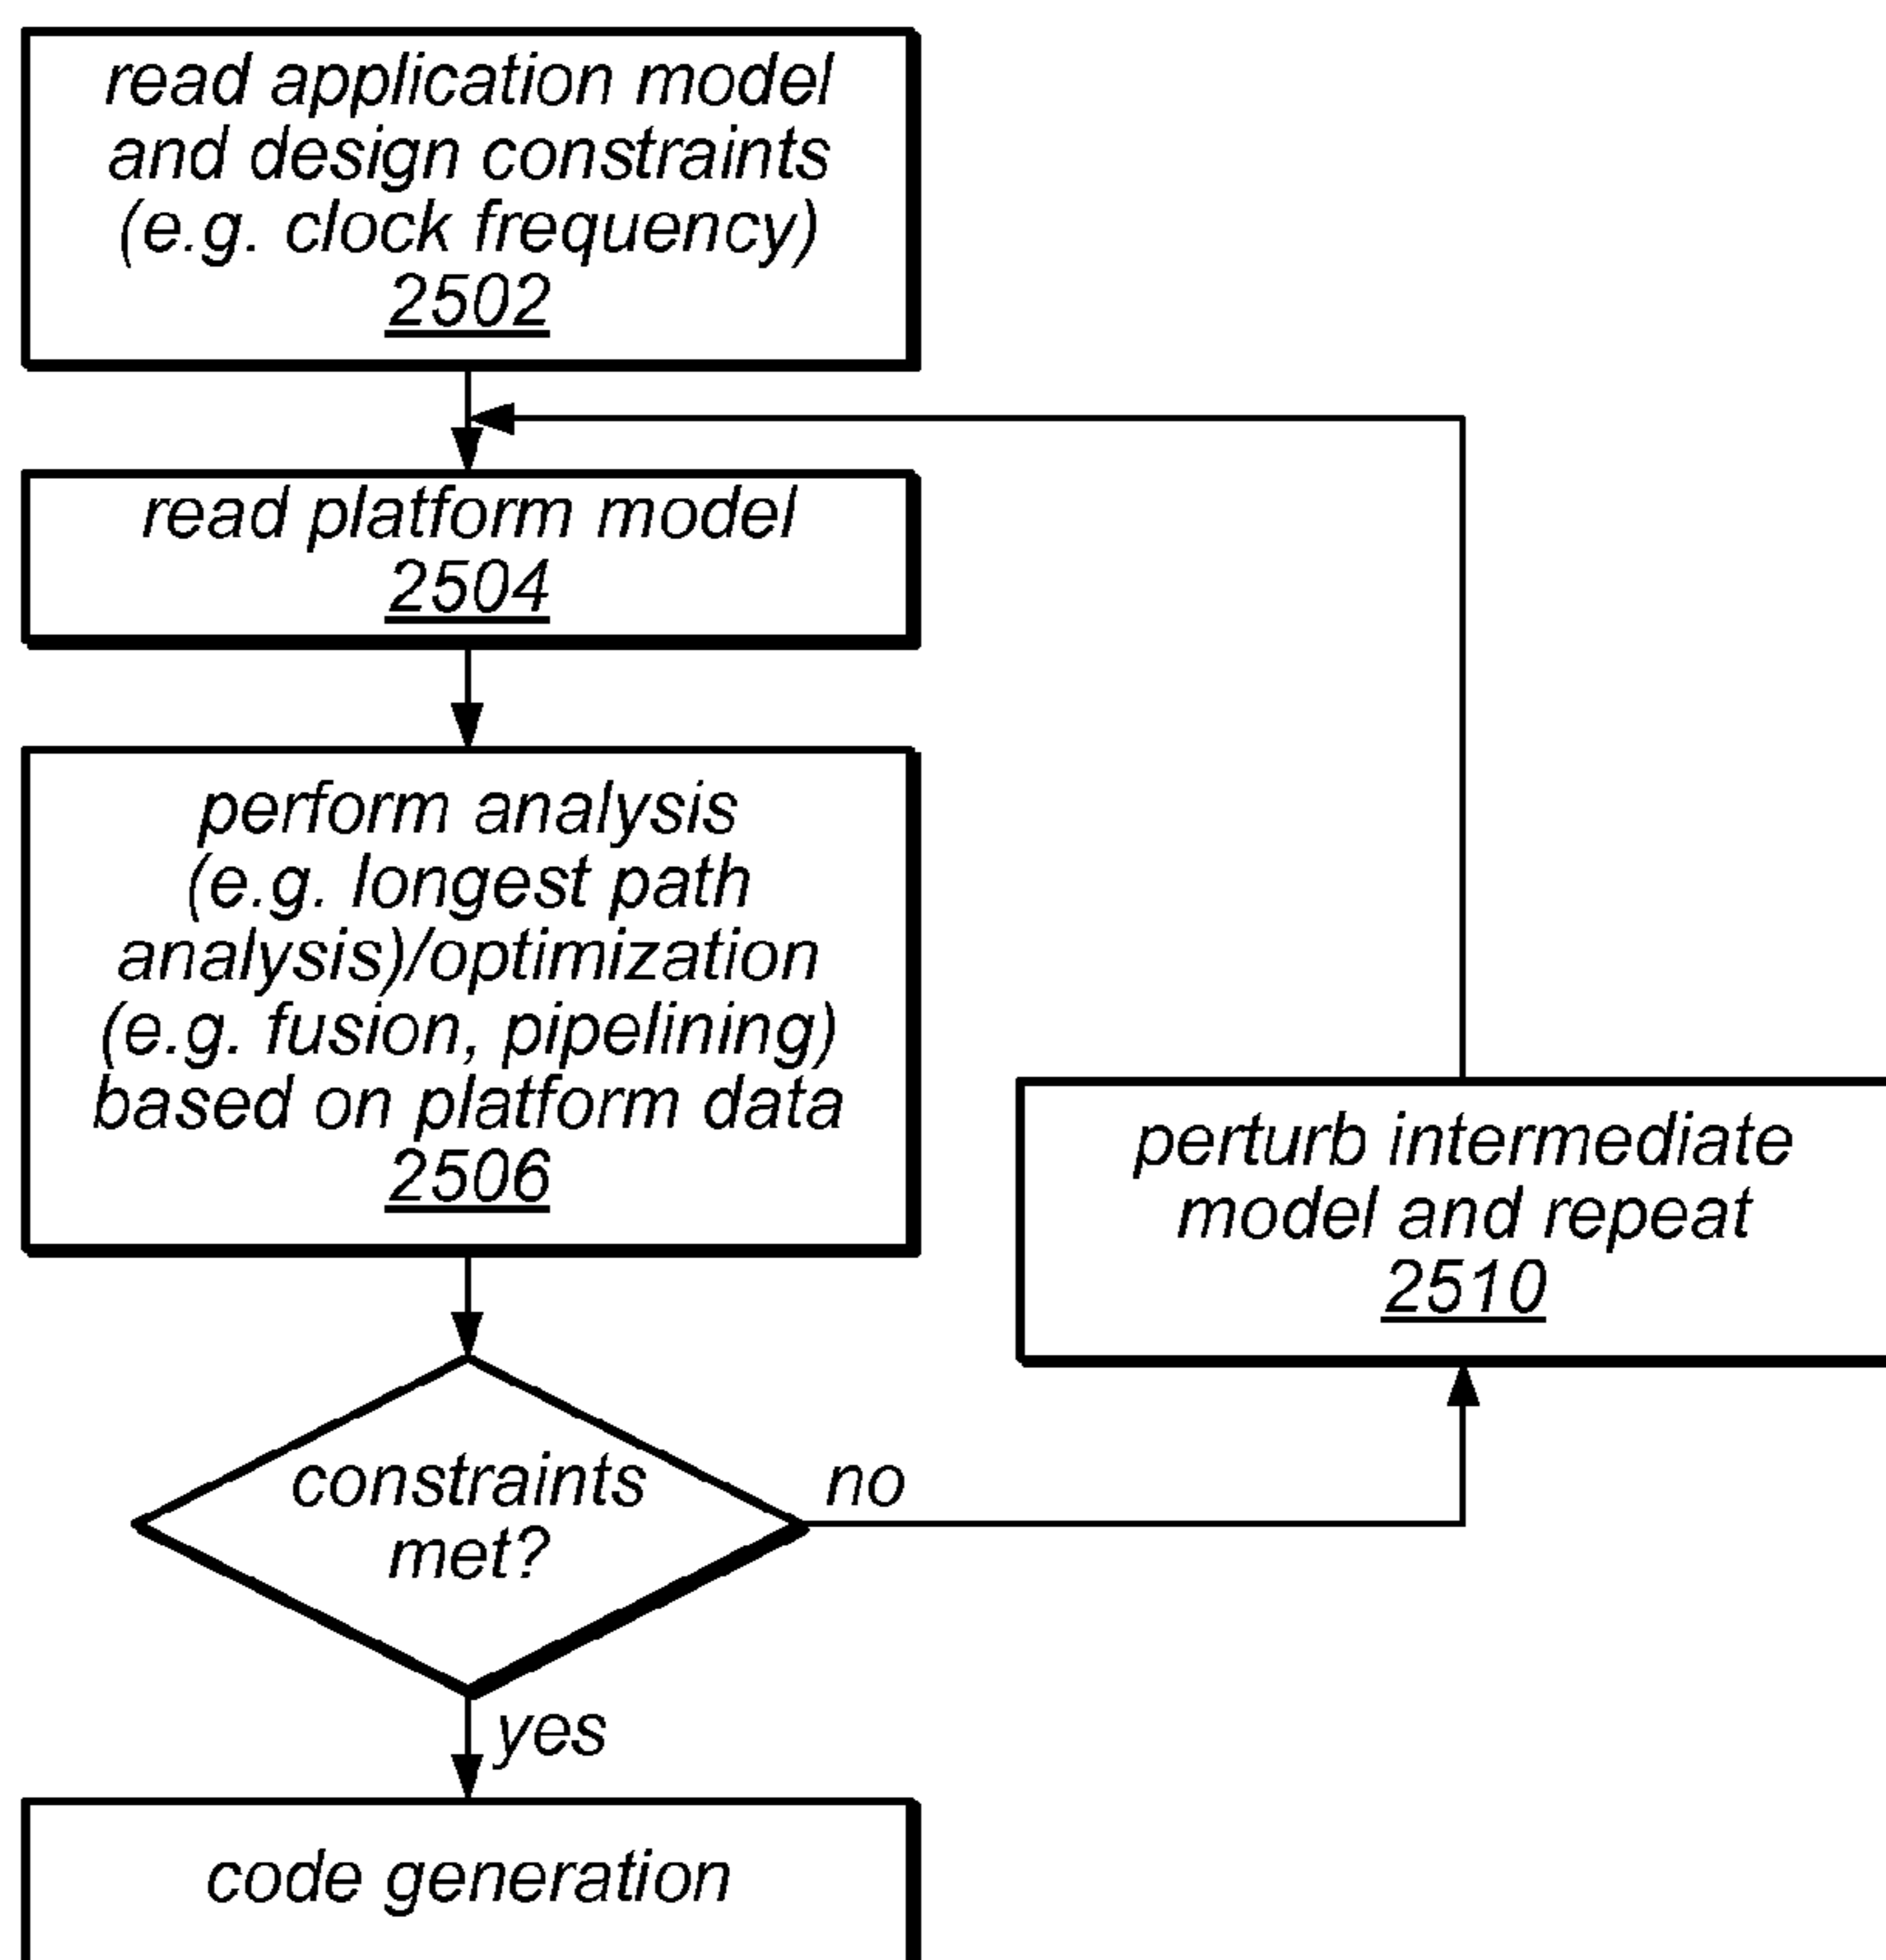 read application model
and design constraints
(e.g. clock frequency)
2502
read platform model
2504
perform analysis
(e.g. longest path
analysis)/optimization
(e.g. fusion, pipelining)
based on platform data
2506
perturb intermediate
model and repeat
2510
constraints
met?
no
yes
code generation